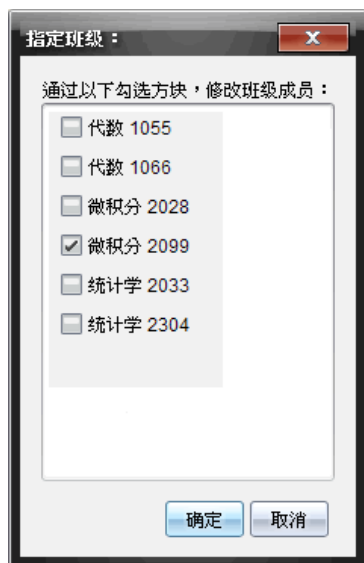 指定班级：
通过以下勾选方块，修改班级成员：
代数 1055
代数 1066
微积分 2028
微积分 2099
统计学 2033
统计学 2304
确定 取消